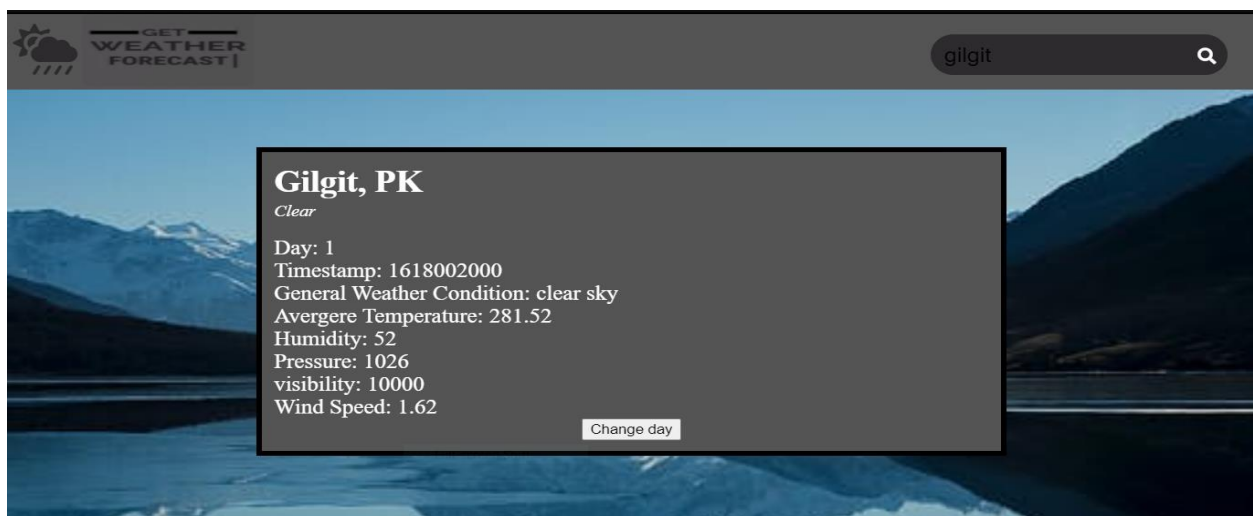 GET
WEATHER
FORECAST|
gilgit
Gilgit, PK
Clear
Day: 1
Timestamp: 1618002000
General Weather Condition: clear sky
Avergere Temperature: 281.52
Humidity: 52
Pressure: 1026
visibility: 10000
Wind Speed: 1.62
Change day